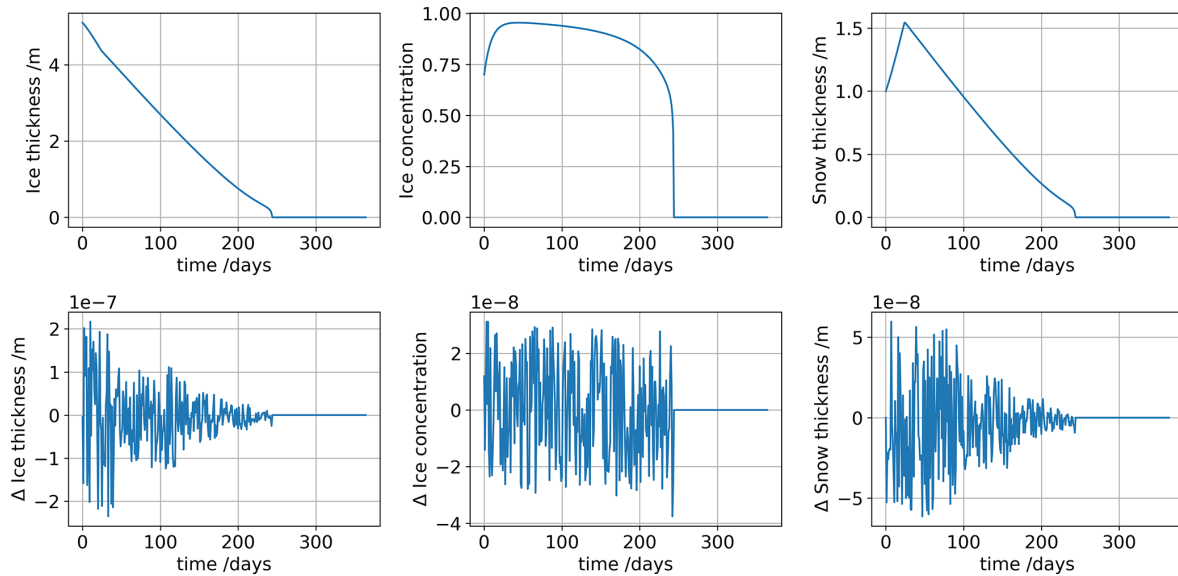 Ice thickness /m
4
2
0
0 100 200 300
time /days
Ice concentration
1.00
0.75
0.50
0.25
0.00
0 100 200 300
time /days
Snow thickness /m
1.5
1.0
0.5
0.0
0 100 200 300
time /days
1e−7
Δ Ice thickness /m
2
1
0
−1
−2
0 100 200 300
time /days
1e−8
Δ Ice concentration
2
0
−2
−4
0 100 200 300
time /days
1e−8
Δ Snow thickness /m
5
0
−5
0 100 200 300
time /days